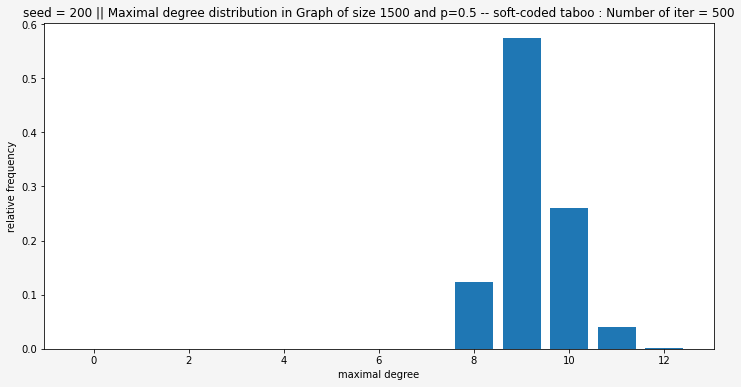 seed = 200 || Maximal degree distribution in Graph of size 1500 and p=0.5 -- soft-coded taboo : Number of iter = 500
0.6
0.5
0.4
0.3
0.2
0.1
0.0
relative frequency
0 2 4 6 8 10 12
maximal degree